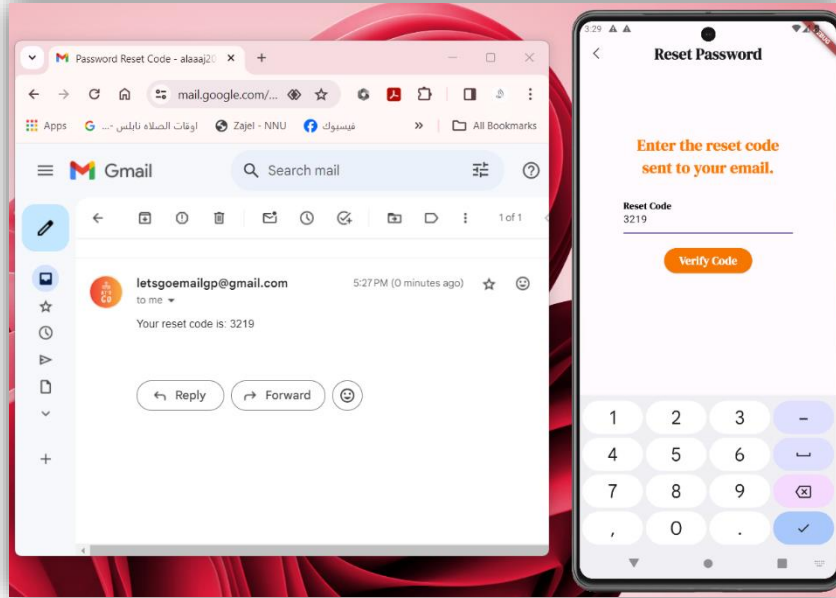 Password Reset Code - alaaaj20
mail.google.com/...
Apps
اوقات الصلاه نابلس -...
Zajel - NNU
فيسبوك
»
All Bookmarks
Gmail
Search mail
1 of 1
letsgoemailgp@gmail.com
5:27 PM (0 minutes ago)
to me
Your reset code is: 3219
Reply
Forward
3:29
Reset Password
Enter the reset code
sent to your email.
Reset Code
3219
Verify Code
1 2 3 -
4 5 6
7 8 9
, 0 .